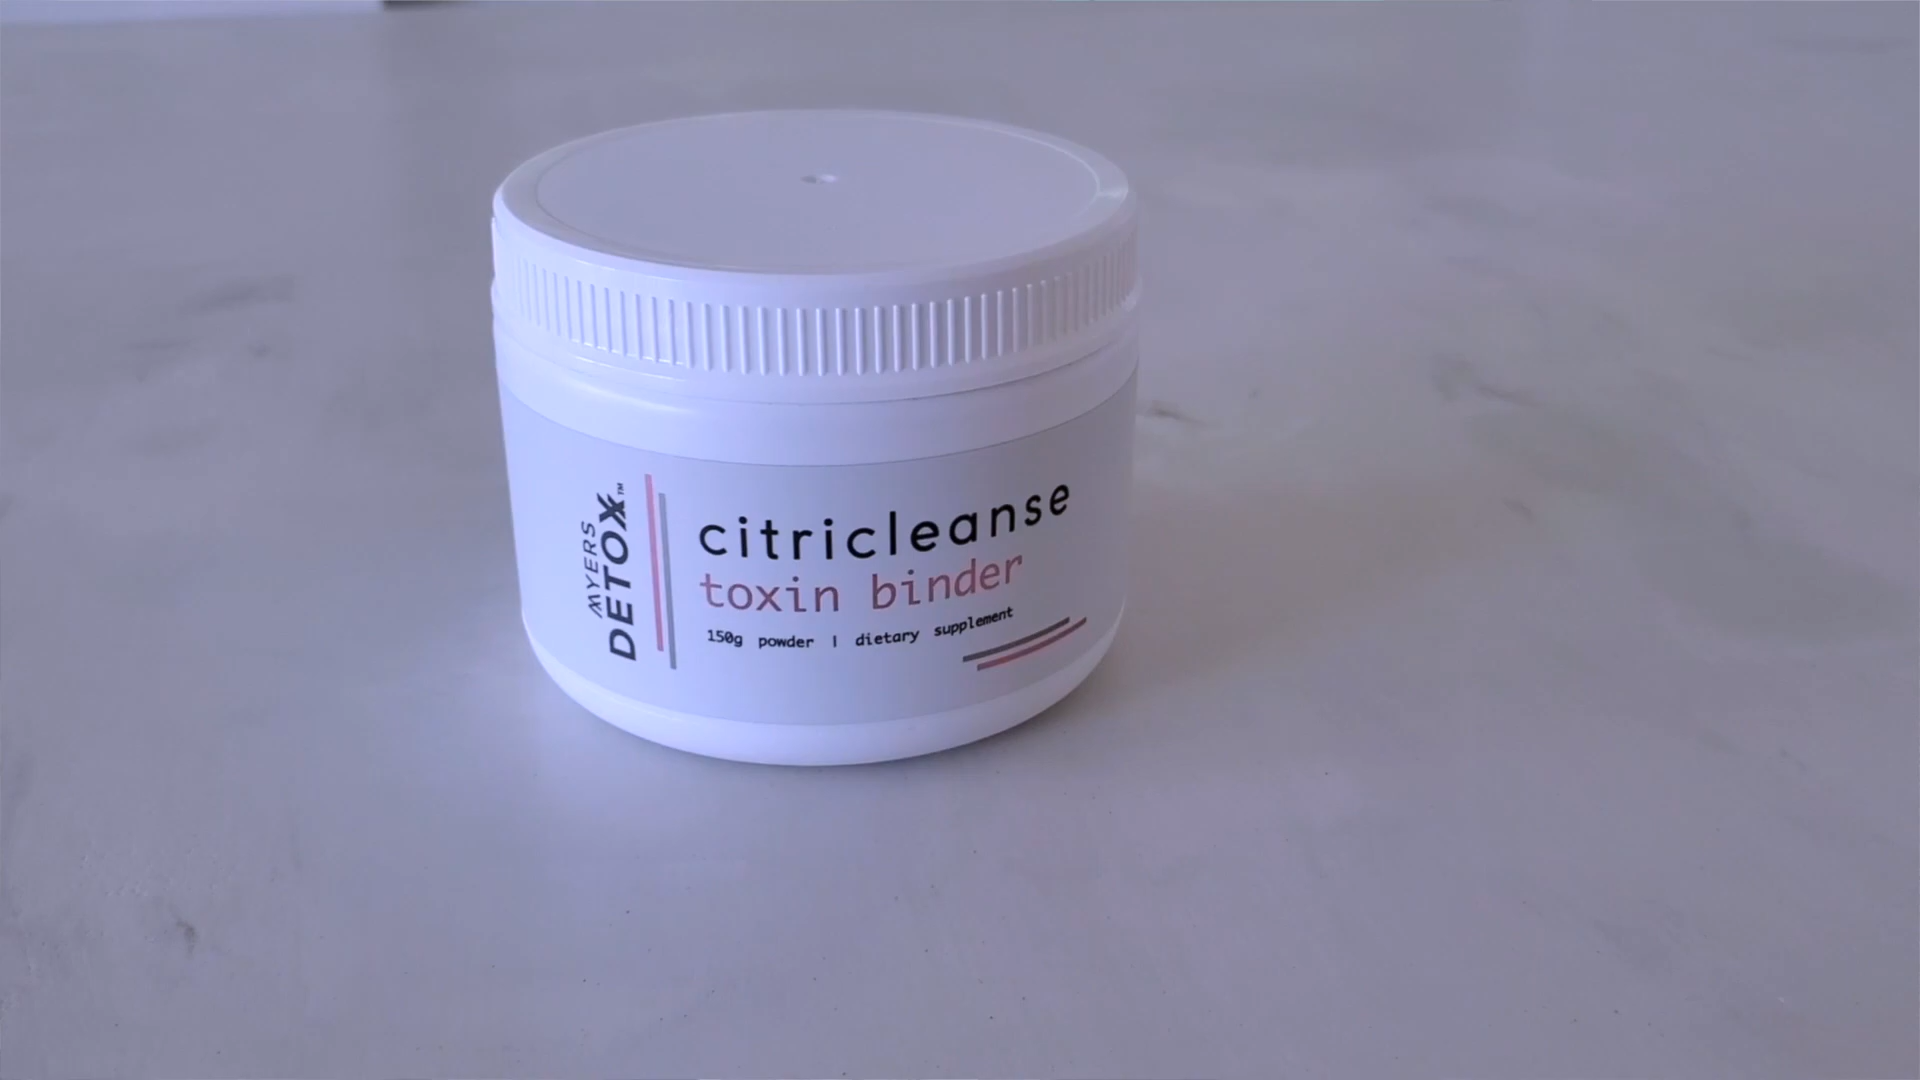 MYERS
DETOX™
citricleanse
toxin binder
150g powder | dietary supplement